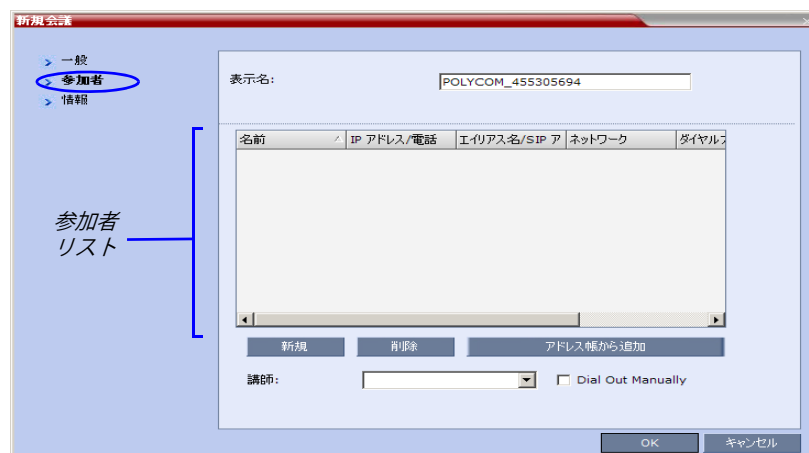 新規会議
一般
参加者
情報
表示名:
POLYCOM_455305694
名前 IP アドレス/電話 エイリアス名/SIP ア ネットワーク ダイヤルフ
参加者
リスト
新規 削除 アドレス帳から追加
講師:
Dial Out Manually
OK キャンセル